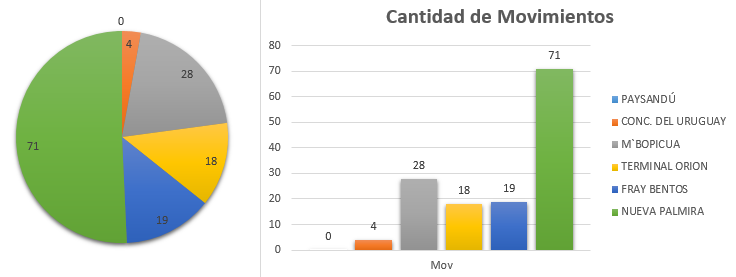 0
4
28
18
19
71
Cantidad de Movimientos
80
70
60
50
40
30
20
10
0
0
4
28
18
19
71
Mov
PAYSANDÚ
CONC. DEL URUGUAY
M`BOPICUA
TERMINAL ORION
FRAY BENTOS
NUEVA PALMIRA